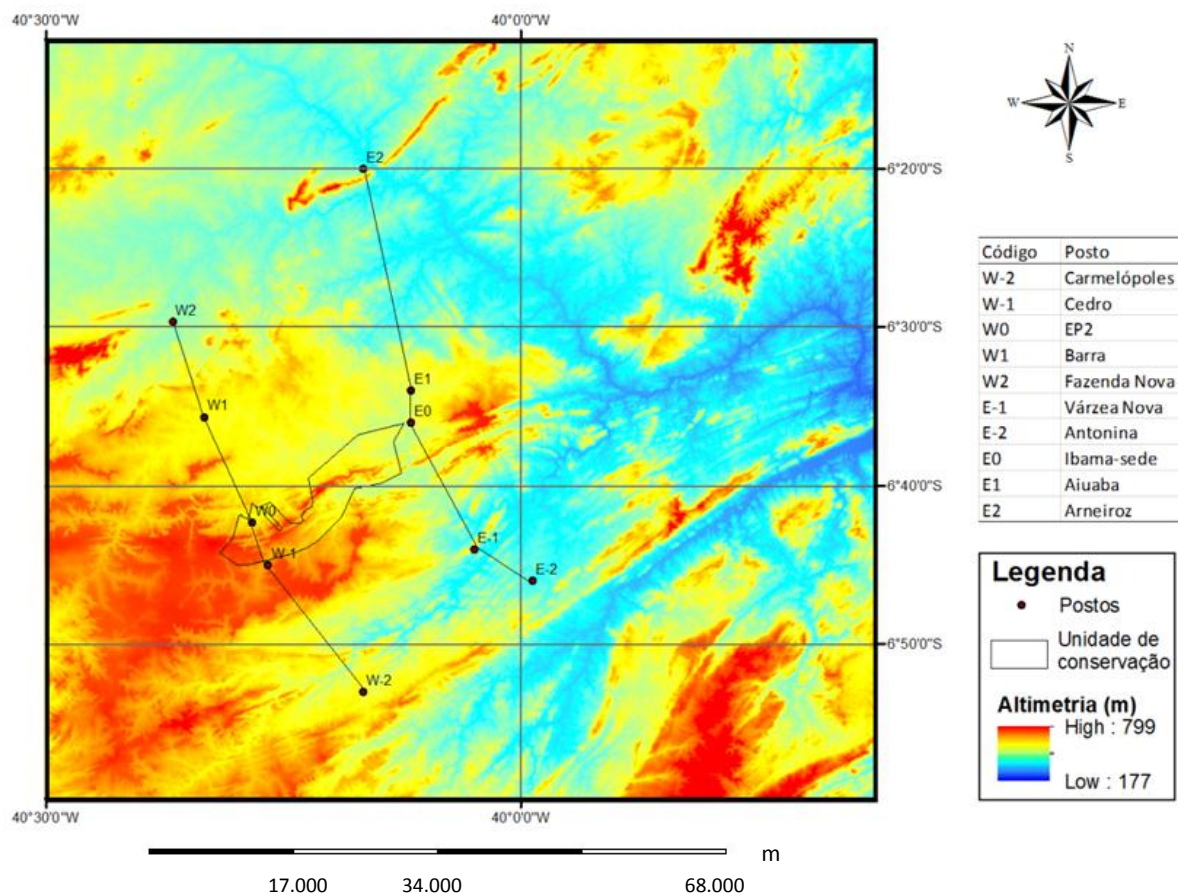 40°30'0"W 40°0'0"W
N
W E
S
E2
6°20'0"S
Código Posto
W-2 Carmelópoles
W-1 Cedro
W0 EP2
W1 Barra
W2 Fazenda Nova
E-1 Várzea Nova
E-2 Antonina
E0 Ibama-sede
E1 Aiuaba
E2 Arneiroz
W2
6°30'0"S
E1
W1
E0
6°40'0"S
W0
E-1
W-1
E-2
Legenda
Postos
Unidade de
conservação
6°50'0"S
W-2
Altimetria (m)
High : 799
Low : 177
40°30'0"W 40°0'0"W
m
17.000 34.000 68.000